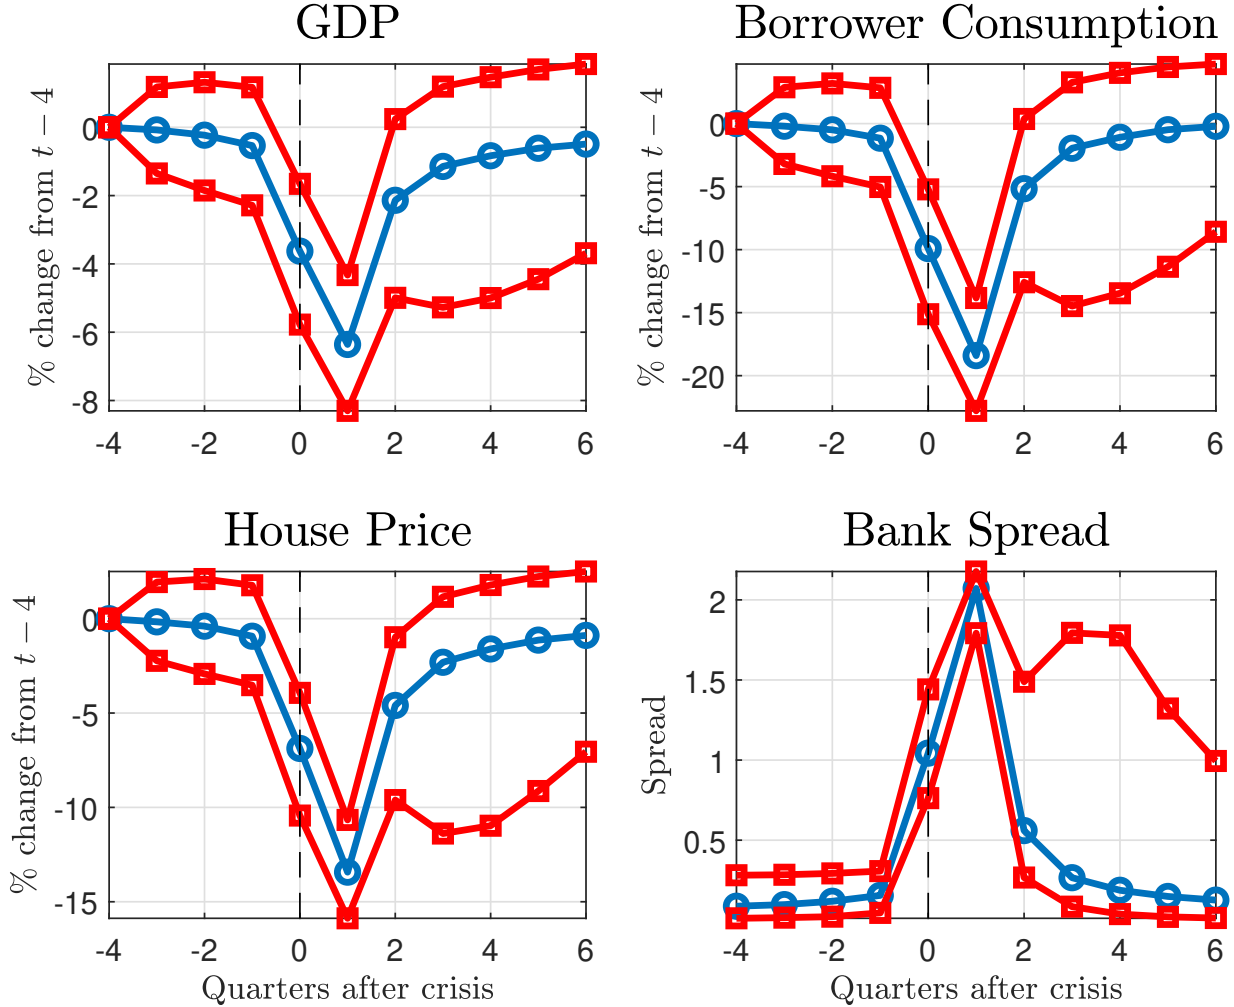 GDP
% change from t − 4
0
-2
-4
-6
-8
-4 -2 0 2 4 6
Borrower Consumption
% change from t − 4
0
-5
-10
-15
-20
-4 -2 0 2 4 6
House Price
% change from t − 4
0
-5
-10
-15
-4 -2 0 2 4 6
Quarters after crisis
Bank Spread
Spread
2
1.5
1
0.5
-4 -2 0 2 4 6
Quarters after crisis